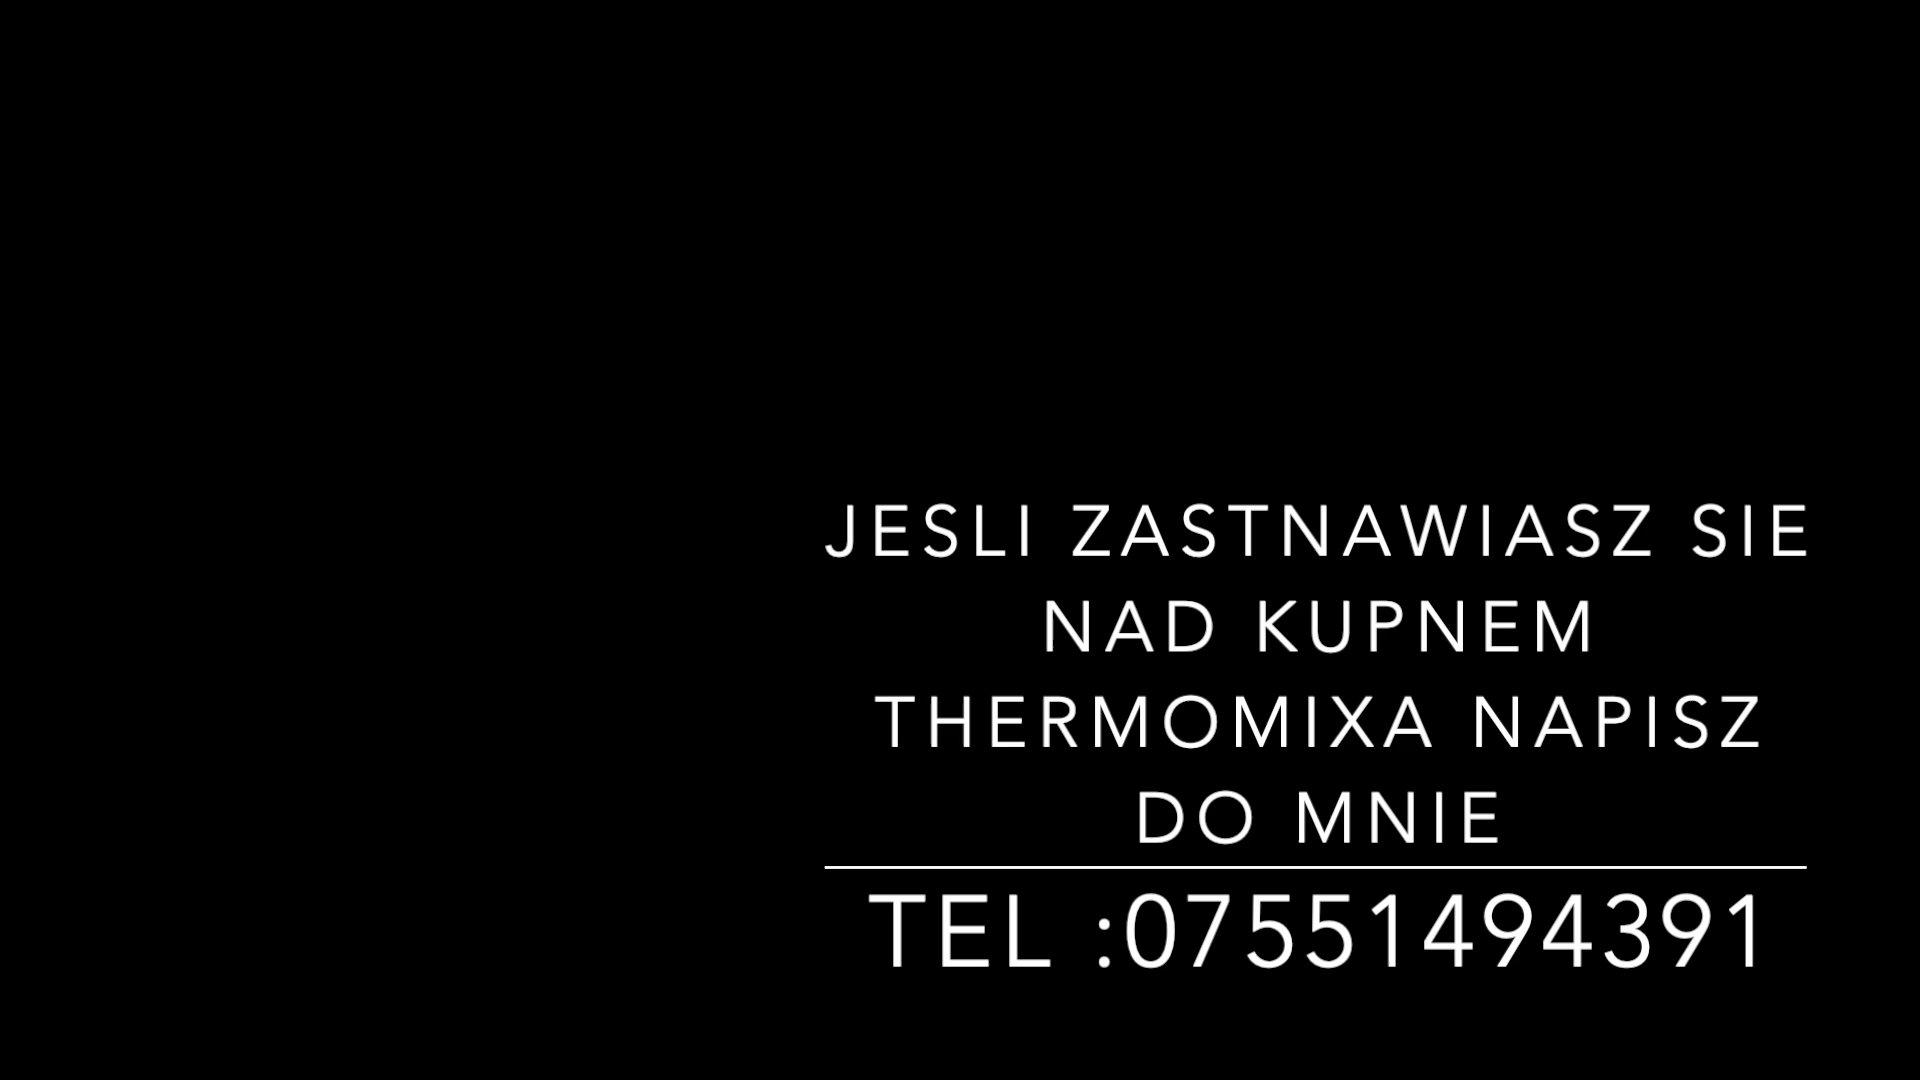 JESLI ZASTNAWIASZ SIE
NAD KUPNEM
THERMOMIXA NAPISZ
DO MNIE
TEL :07551494391